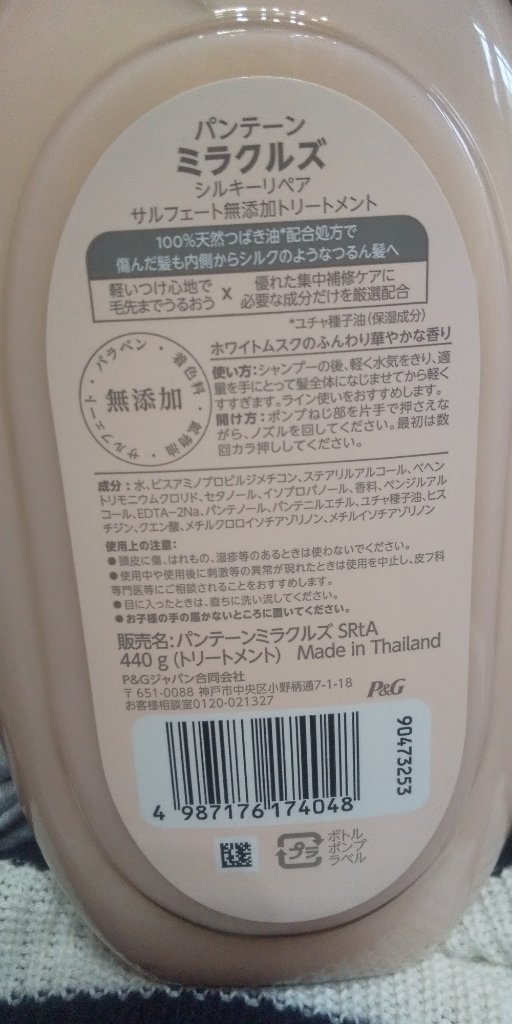 パンテーン
ミラクルズ
シルキーリペア
サルフェート無添加トリートメント
100%天然つばき油*配合処方で
傷んだ髪も内側からシルクのようなつるん髪へ
軽いつけ心地で
毛先までうるおう
x
優れた集中補修ケアに
必要な成分だけを厳選配合
*ユチャ種子油(保湿成分)
ホワイトムスクのふんわり華やかな香り
サルフェート・パラベン・着色料・鉱物油・
無添加
使い方:シャンプーの後、軽く水気をきり、適
量を手にとって髪全体になじませてから軽く
すすぎます。ライン使いをおすすめします。
開け方:ポンプねじ部を片手で押さえな
がら、ノズルを回してください。最初は数
回カラ押ししてください。
成分:水、ビスアミノプロピルジメチコン、ステアリルアルコール、ベヘン
トリモニウムクロリド、セタノール、イソプロパノール、香料、ベンジルアル
コール、EDTA-2Na、パンテノール、パンテニルエチル、ユチャ種子油、ヒス
チジン、クエン酸、メチルクロロイソチアゾリノン、メチルイソチアゾリノン
使用上の注意:
●頭皮に傷、はれもの、湿疹等のあるときは使わないでください。
●使用中や使用後に刺激等の異常が現れたときは使用を中止し、皮フ科
専門医等にご相談されることをおすすめします。
●目に入ったときは、直ちに洗い流してください。
●お子様の手の届かないところに置いてください。
販売名:パンテーンミラクルズ SRtA
440 g (トリートメント) Made in Thailand
P&Gジャパン合同会社
〒651-0088 神戸市中央区小野柄通7-1-18
お客様相談室0120-021327
P&G
4 987176 174048
90473253
プラ
ボトル
ポンプ
ラベル